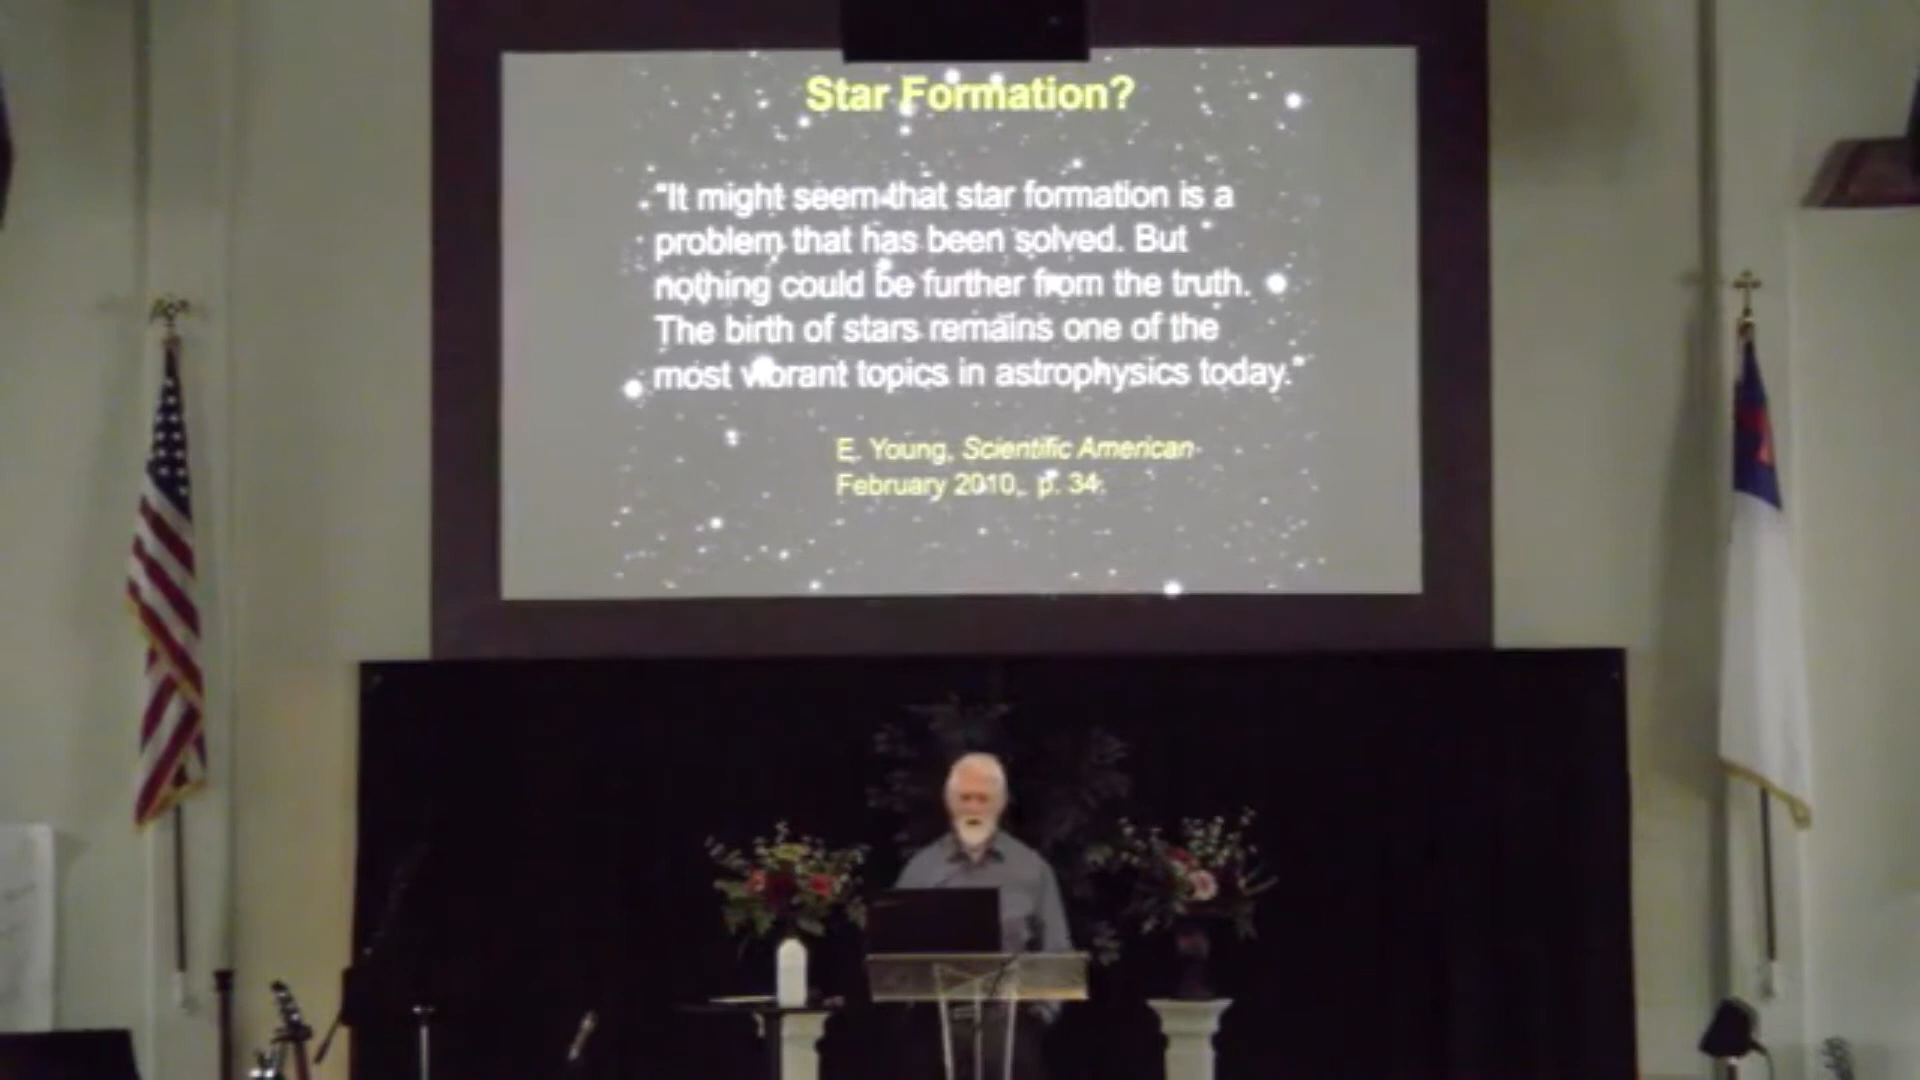 Star Formation?
"It might seem that star formation is a
problem that has been solved. But
nothing could be further from the truth.
The birth of stars remains one of the
most vibrant topics in astrophysics today."
E. Young, Scientific American
February 2010, p. 34.